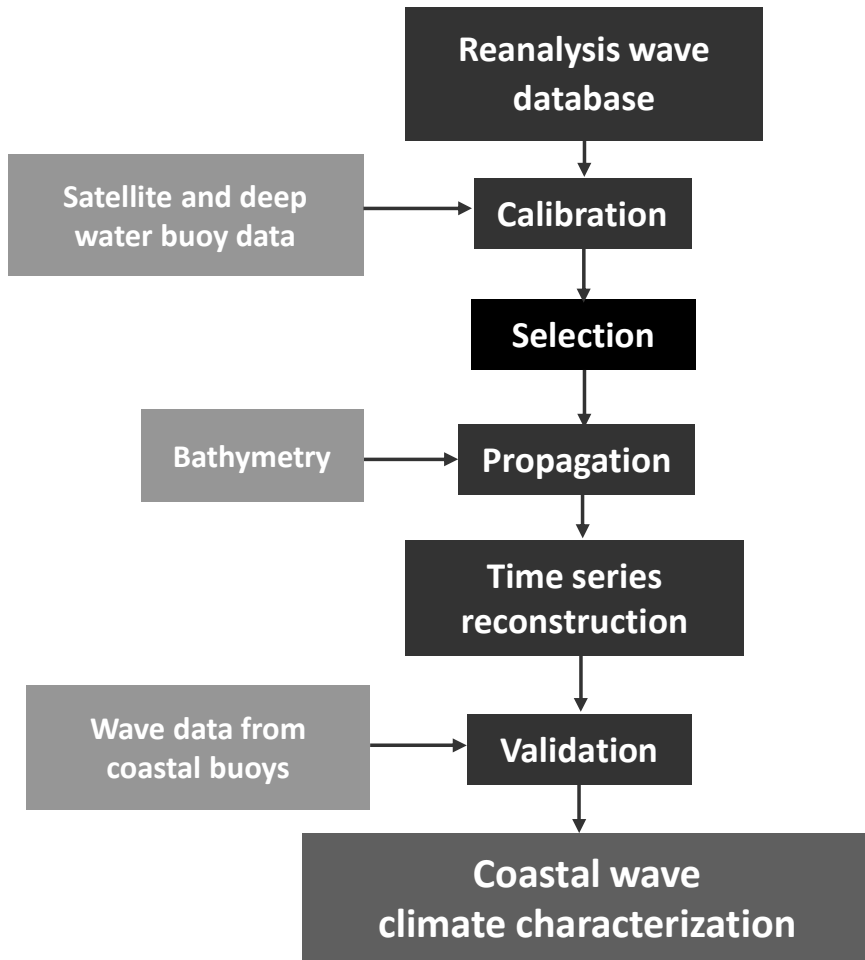 Reanalysis wave
database
Satellite and deep
water buoy data
Calibration
Selection
Bathymetry
Propagation
Time series
reconstruction
Wave data from
coastal buoys
Validation
Coastal wave
climate characterization